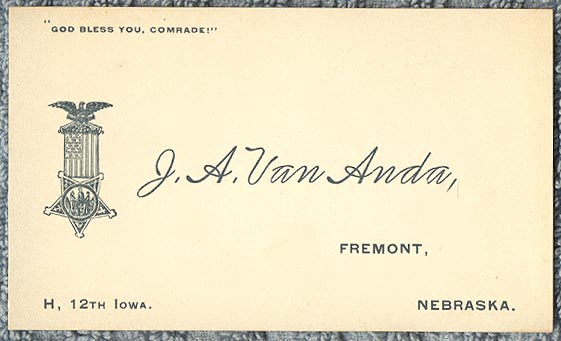 "GOD BLESS YOU, COMRADE!"
J. A. Van Anda,
FREMONT,
H, 12TH IOWA.
NEBRASKA.